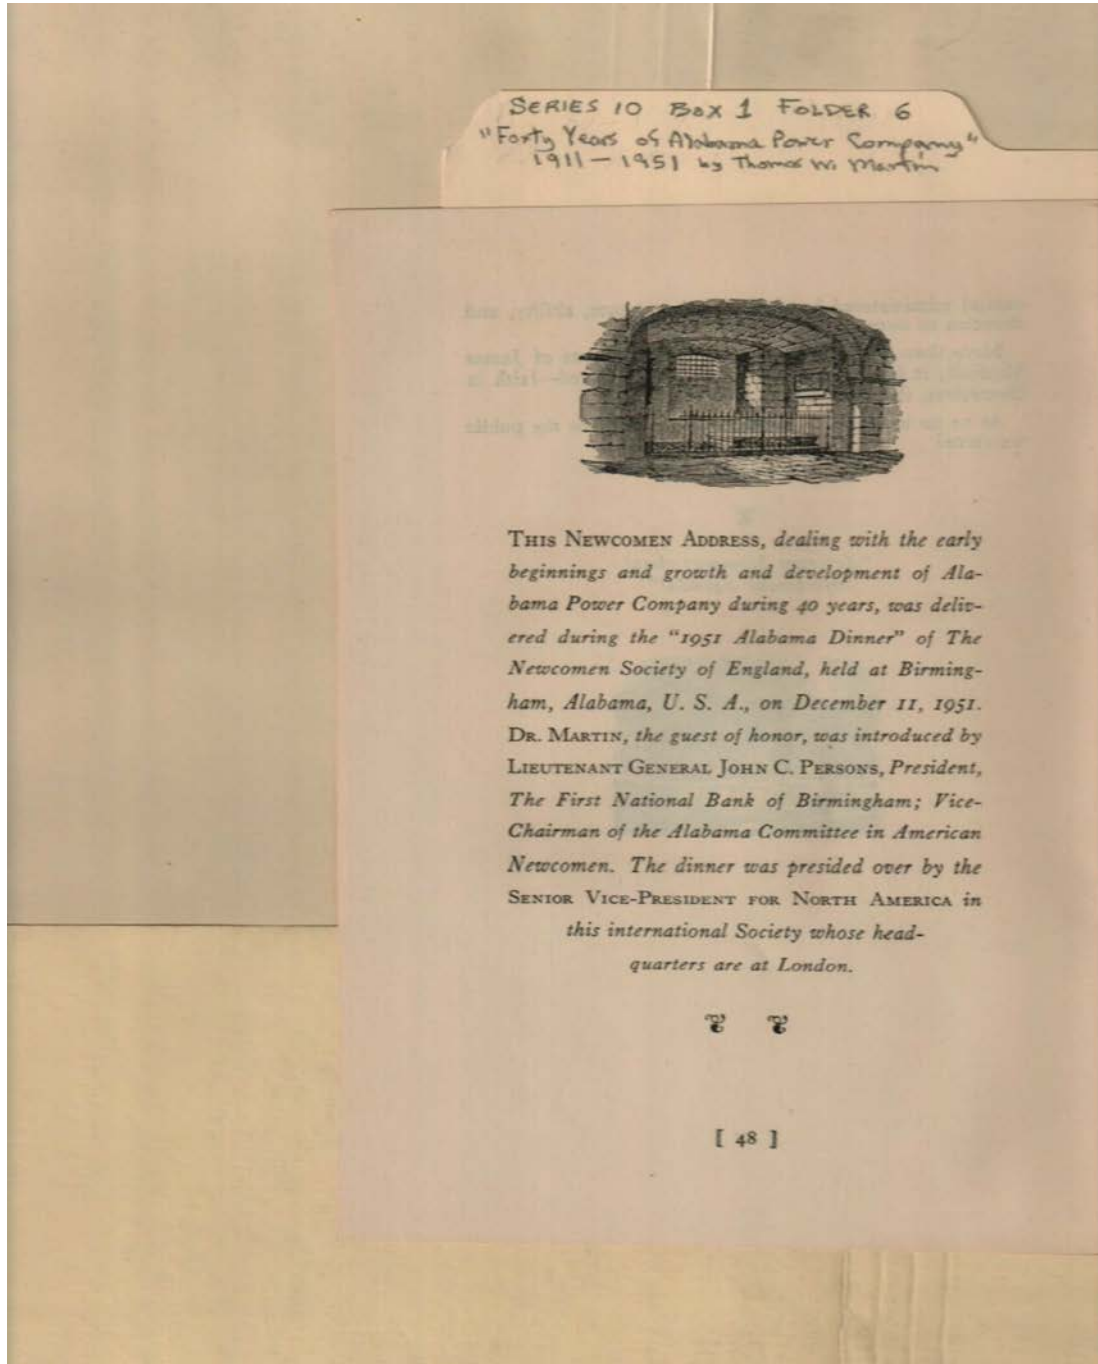 SERIES 10 BOX 1 FOLDER 6
"Forty Years of Alabama Power Company"
1911 — 1951 by Thomas W. Martin
THIS NEWCOMEN ADDRESS, dealing with the early
beginnings and growth and development of Ala-
bama Power Company during 40 years, was deliv-
ered during the “1951 Alabama Dinner” of The
Newcomen Society of England, held at Birming-
ham, Alabama, U. S. A., on December 11, 1951.
DR. MARTIN, the guest of honor, was introduced by
LIEUTENANT GENERAL JOHN C. PERSONS, President,
The First National Bank of Birmingham; Vice-
Chairman of the Alabama Committee in American
Newcomen. The dinner was presided over by the
SENIOR VICE-PRESIDENT FOR NORTH AMERICA in
this international Society whose head-
quarters are at London.
[ 48 ]